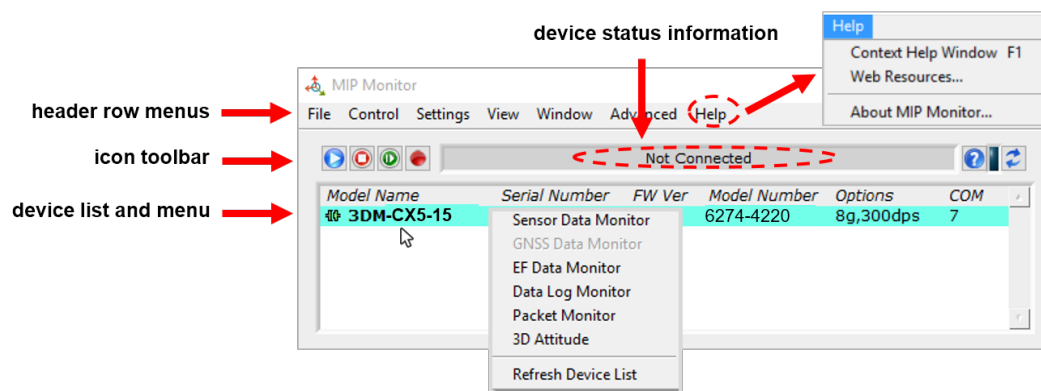 device status information
Help
Context Help Window F1
Web Resources...
About MIP Monitor...
MIP Monitor
header row menus
File Control Settings View Window Advanced Help
icon toolbar
Not Connected
device list and menu
Model Name Serial Number FW Ver Model Number Options COM
3DM-CX5-15 6274-4220 8g,300dps 7
Sensor Data Monitor
GNSS Data Monitor
EF Data Monitor
Data Log Monitor
Packet Monitor
3D Attitude
Refresh Device List